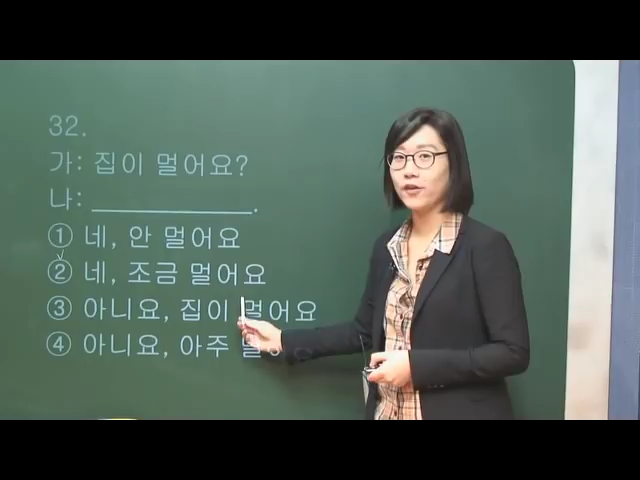 32.
가: 집이 멀어요?
나: ____________.
① 네, 안 멀어요
② 네, 조금 멀어요
③ 아니요, 집이 멀어요
④ 아니요, 아주